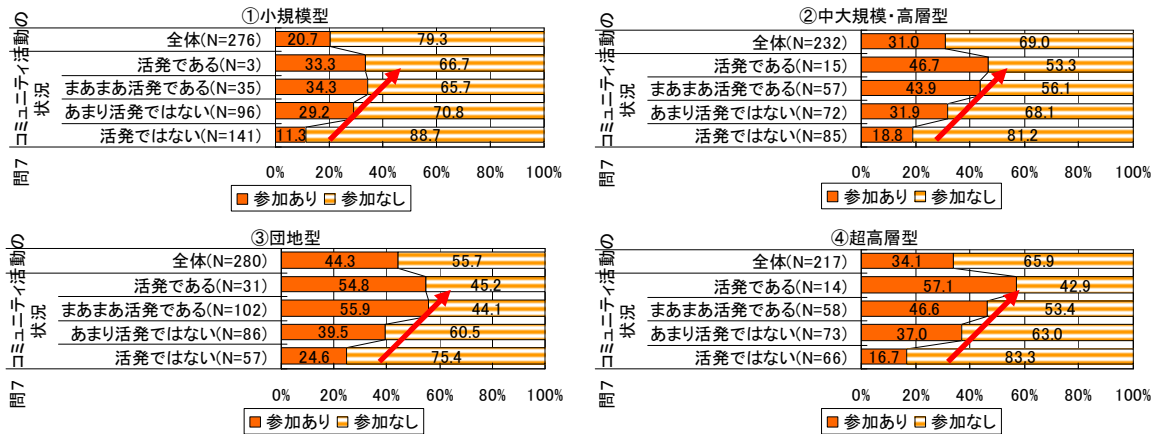 ①小規模型
問7 コミュニティ活動の状況
全体(N=276) 20.7 79.3
活発である(N=3) 33.3 66.7
まあまあ活発である(N=35) 34.3 65.7
あまり活発ではない(N=96) 29.2 70.8
活発ではない(N=141) 11.3 88.7
0% 20% 40% 60% 80% 100%
参加あり 参加なし
②中大規模・高層型
問7 コミュニティ活動の状況
全体(N=232) 31.0 69.0
活発である(N=15) 46.7 53.3
まあまあ活発である(N=57) 43.9 56.1
あまり活発ではない(N=72) 31.9 68.1
活発ではない(N=85) 18.8 81.2
0% 20% 40% 60% 80% 100%
参加あり 参加なし
③団地型
問7 コミュニティ活動の状況
全体(N=280) 44.3 55.7
活発である(N=31) 54.8 45.2
まあまあ活発である(N=102) 55.9 44.1
あまり活発ではない(N=86) 39.5 60.5
活発ではない(N=57) 24.6 75.4
0% 20% 40% 60% 80% 100%
参加あり 参加なし
④超高層型
問7 コミュニティ活動の状況
全体(N=217) 34.1 65.9
活発である(N=14) 57.1 42.9
まあまあ活発である(N=58) 46.6 53.4
あまり活発ではない(N=73) 37.0 63.0
活発ではない(N=66) 16.7 83.3
0% 20% 40% 60% 80% 100%
参加あり 参加なし